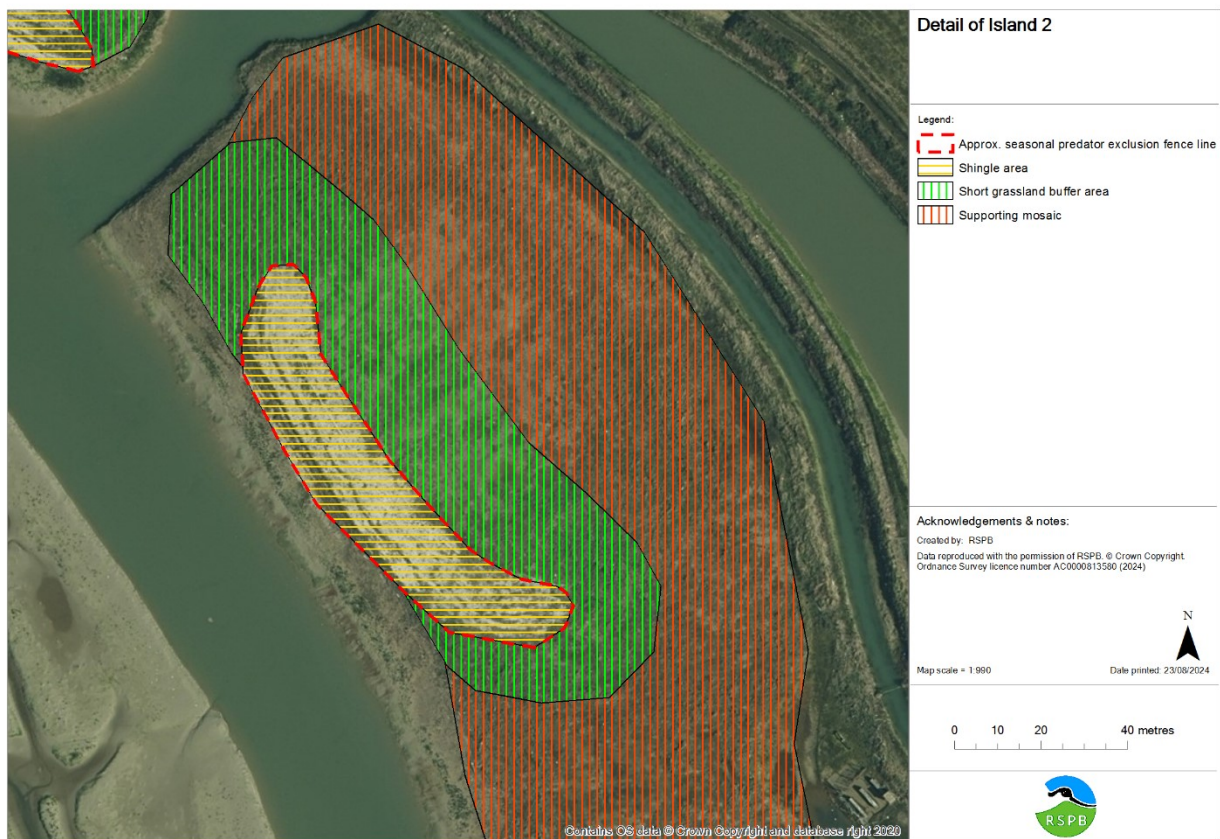 Detail of Island 2
Legend:
Approx. seasonal predator exclusion fence line
Shingle area
Short grassland buffer area
Supporting mosaic
Acknowledgements & notes:
Created by: RSPB
Data reproduced with the permission of RSPB. © Crown Copyright.
Ordnance Survey licence number AC0000813580 (2024)
N
Map scale = 1:990
Date printed: 23/08/2024
0 10 20 40 metres
RSPB
Contains OS data © Crown Copyright and database right 2020